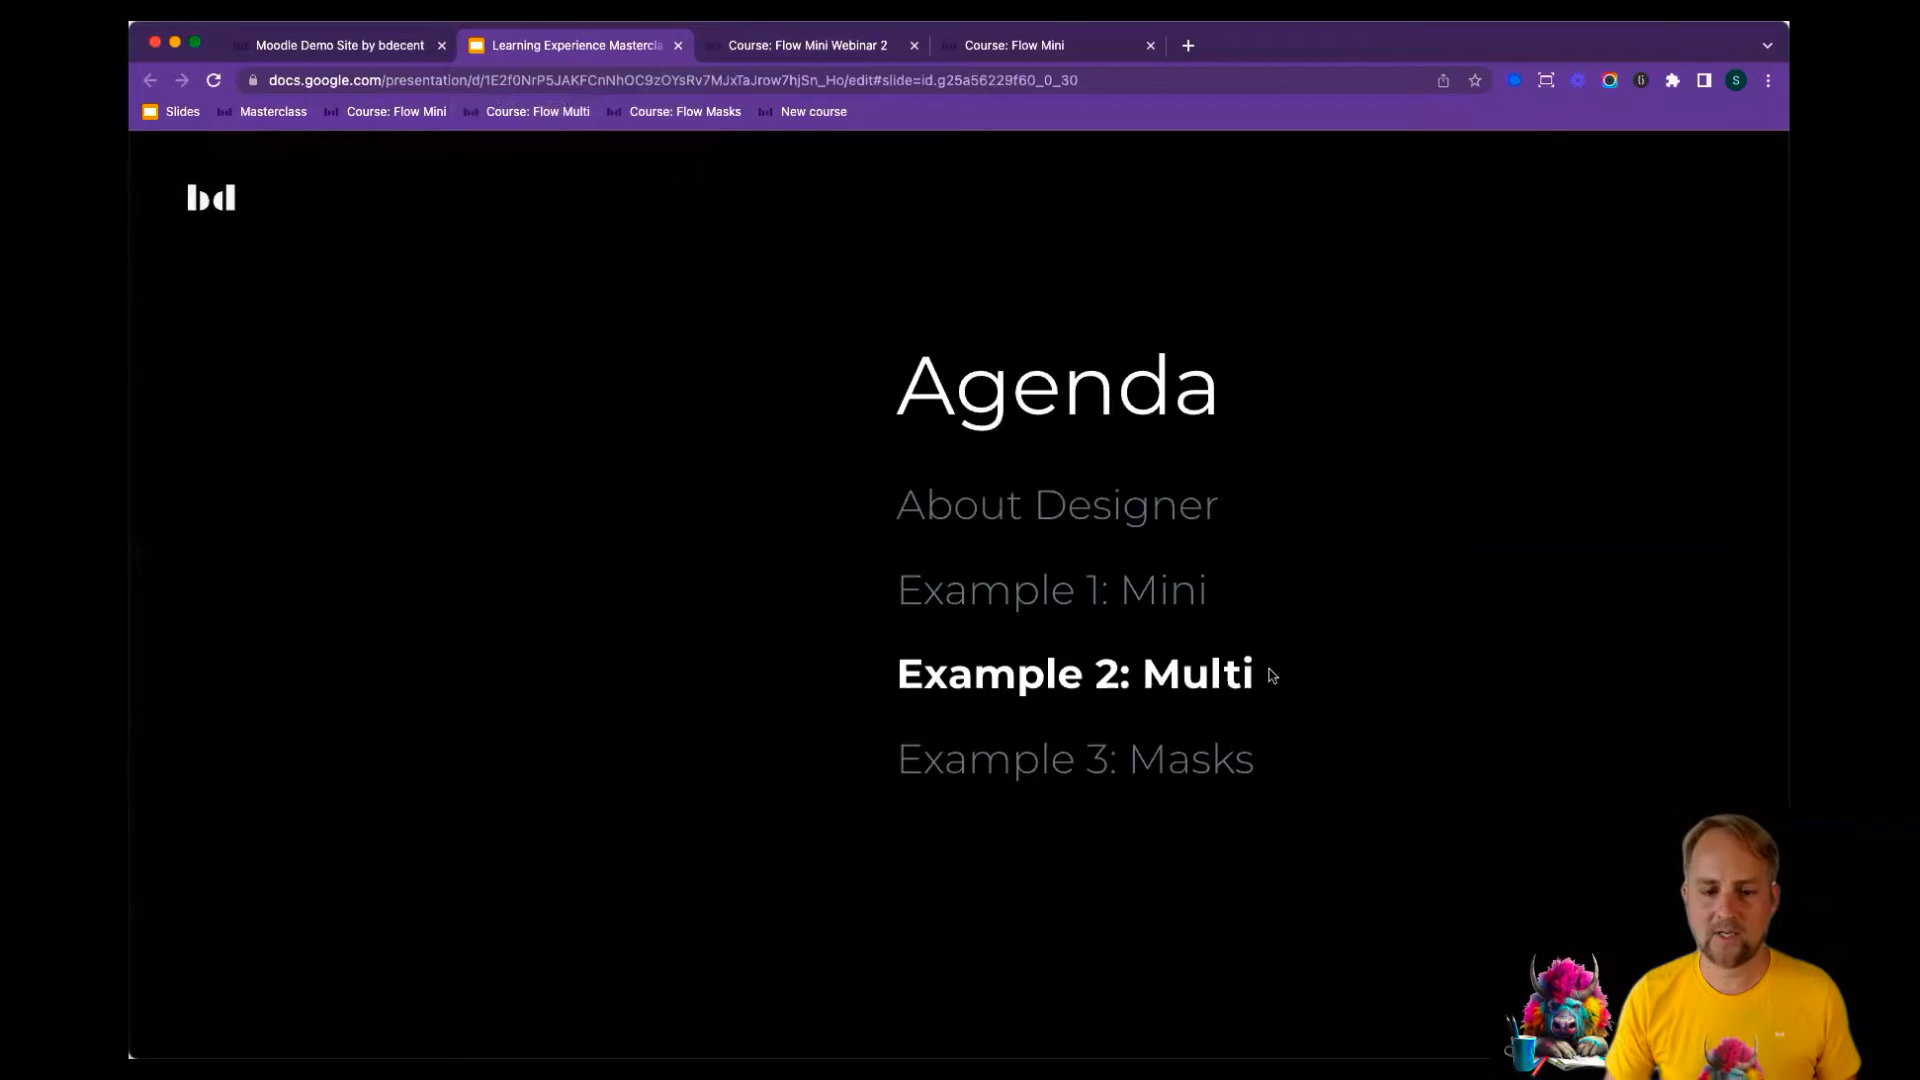 Moodle Demo Site by bdecent
Learning Experience Mastercla
Course: Flow Mini Webinar 2
Course: Flow Mini
docs.google.com/presentation/d/1E2f0NrP5JAKFCnNhOC9zOYsRv7MJxTaJrow7hjSn_Ho/edit#slide=id.g25a56229f60_0_30
S
Slides
Masterclass
Course: Flow Mini
Course: Flow Multi
Course: Flow Masks
New course
bd
Agenda
About Designer
Example 1: Mini
Example 2: Multi
Example 3: Masks